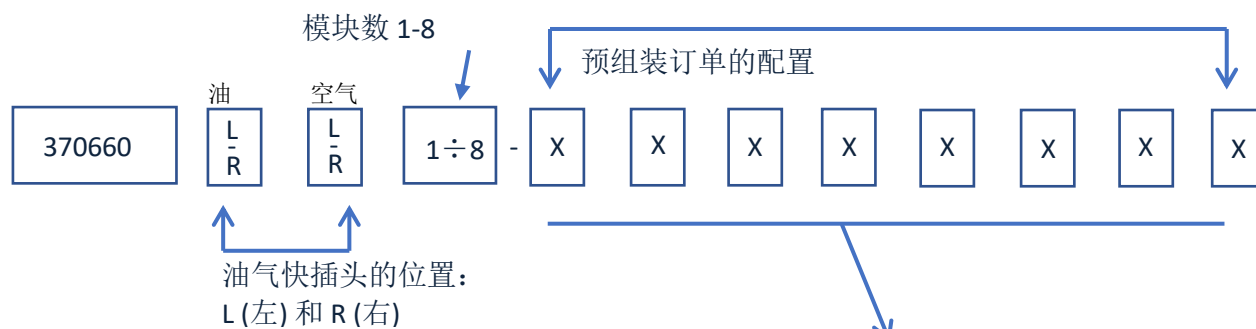 模块数 1-8
预组装订单的配置
油 空气
370660 L-R L-R 1÷8 - X X X X X X X X
油气快插头的位置：
L (左) 和 R (右)